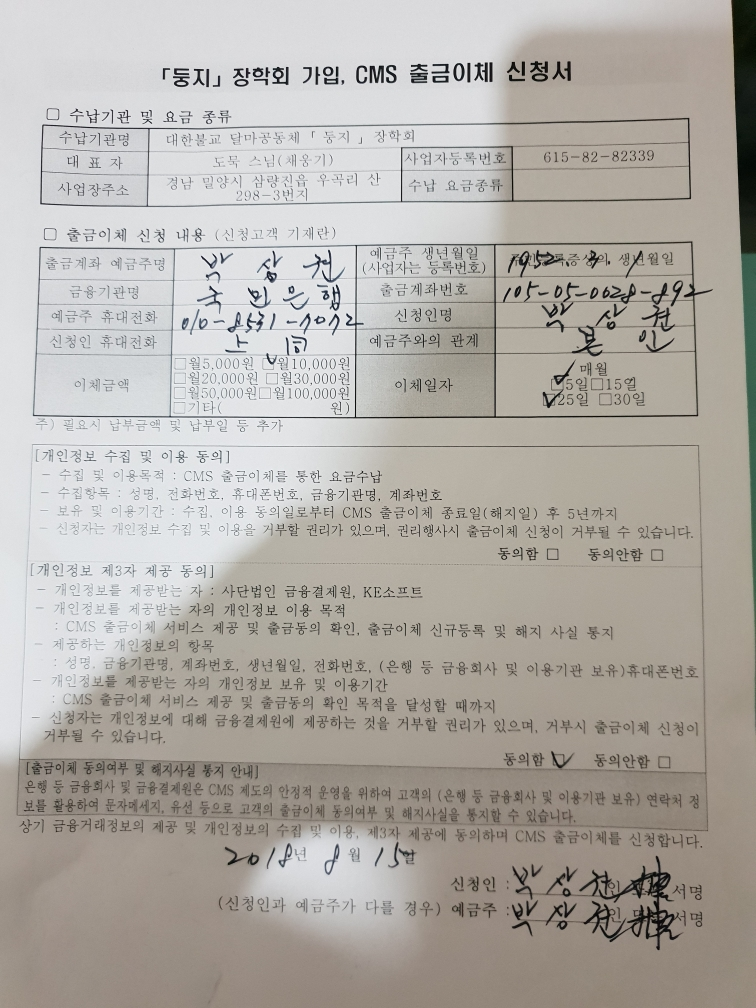 「둥지」 장학회 가입, CMS 출금이체 신청서
□ 수납기관 및 요금 종류
수납기관명 대한불교 달마공동체「 둥지 」장학회
대 표 자 도묵 스님(채웅기) 사업자등록번호 615-82-82339
사업장주소 경남 밀양시 삼량진읍 우곡리 산 298-3번지 수납 요금종류
□ 출금이체 신청 내용 (신청고객 기재란)
출금계좌 예금주명 박 상 권 예금주 생년월일 (사업자는 등록번호) 1952. 3. 1 생년월일
금융기관명 국민은행 출금계좌번호 105-05-0028-892
예금주 휴대전화 010-8531-7072 신청인명 박 상 권
신청인 휴대전화 上 同 예금주와의 관계 본 인
이체금액 □월5,000원 ☑월10,000원 이체일자 매월
□월20,000원 □월30,000원 ☑5일□15일
□월50,000원□월100,000원 ☑25일 □30일
□기타( 원)
주) 필요시 납부금액 및 납부일 등 추가
[개인정보 수집 및 이용 동의]
- 수집 및 이용목적 : CMS 출금이체를 통한 요금수납
- 수집항목 : 성명, 전화번호, 휴대폰번호, 금융기관명, 계좌번호
- 보유 및 이용기간 : 수집, 이용 동의일로부터 CMS 출금이체 종료일(해지일) 후 5년까지
- 신청자는 개인정보 수집 및 이용을 거부할 권리가 있으며, 권리행사시 출금이체 신청이 거부될 수 있습니다.
동의함 □ 동의안함 □
[개인정보 제3자 제공 동의]
- 개인정보를 제공받는 자 : 사단법인 금융결제원, KE소프트
- 개인정보를 제공받는 자의 개인정보 이용 목적
: CMS 출금이체 서비스 제공 및 출금동의 확인, 출금이체 신규등록 및 해지 사실 통지
- 제공하는 개인정보의 항목
: 성명, 금융기관명, 계좌번호, 생년월일, 전화번호, (은행 등 금융회사 및 이용기관 보유)휴대폰번호
- 개인정보를 제공받는 자의 개인정보 보유 및 이용기간
: CMS 출금이체 서비스 제공 및 출금동의 확인 목적을 달성할 때까지
- 신청자는 개인정보에 대해 금융결제원에 제공하는 것을 거부할 권리가 있으며, 거부시 출금이체 신청이
거부될 수 있습니다.
동의함 ☑ 동의안함 □
[출금이체 동의여부 및 해지사실 통지 안내]
은행 등 금융회사 및 금융결제원은 CMS 제도의 안정적 운영을 위하여 고객의 (은행 등 금융회사 및 이용기관 보유) 연락처 정
보를 활용하여 문자메세지, 유선 등으로 고객의 출금이체 동의여부 및 해지사실을 통지할 수 있습니다.
상기 금융거래정보의 제공 및 개인정보의 수집 및 이용, 제3자 제공에 동의하며 CMS 출금이체를 신청합니다.
2018년 8월 15일
신청인 : 박 상 권 인 또는 서명
(신청인과 예금주가 다를 경우) 예금주 : 박 상 권 인 또는 서명